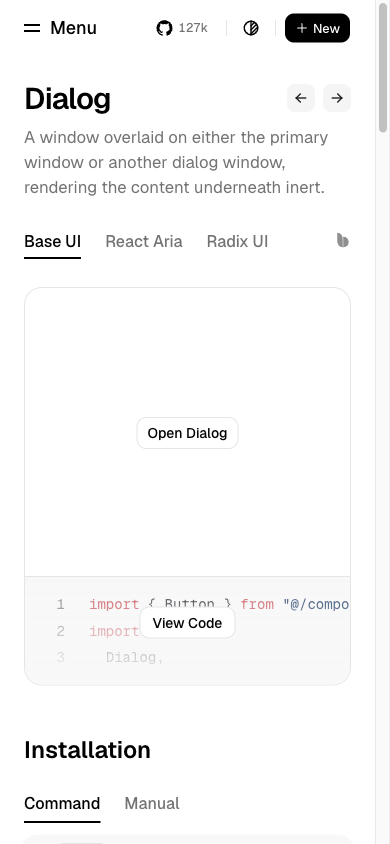 Menu
127k
New
Dialog
A window overlaid on either the primary
window or another dialog window,
rendering the content underneath inert.
Base UI
React Aria
Radix UI
Open Dialog
1 import { Button } from "@/compo
2 import
3 Dialog,
View Code
Installation
Command
Manual